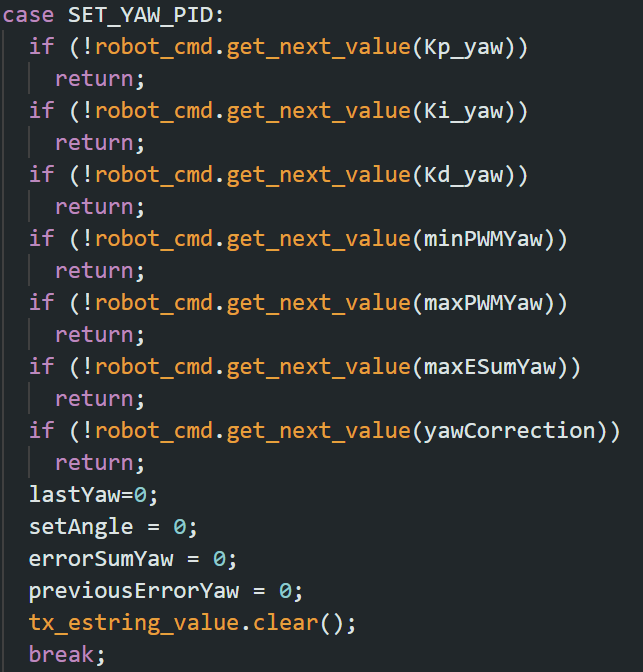 case SET_YAW_PID:
if (!robot_cmd.get_next_value(Kp_yaw))
return;
if (!robot_cmd.get_next_value(Ki_yaw))
return;
if (!robot_cmd.get_next_value(Kd_yaw))
return;
if (!robot_cmd.get_next_value(minPWMYaw))
return;
if (!robot_cmd.get_next_value(maxPWMYaw))
return;
if (!robot_cmd.get_next_value(maxESumYaw))
return;
if (!robot_cmd.get_next_value(yawCorrection))
return;
lastYaw=0;
setAngle = 0;
errorSumYaw = 0;
previousErrorYaw = 0;
tx_estring_value.clear();
break;